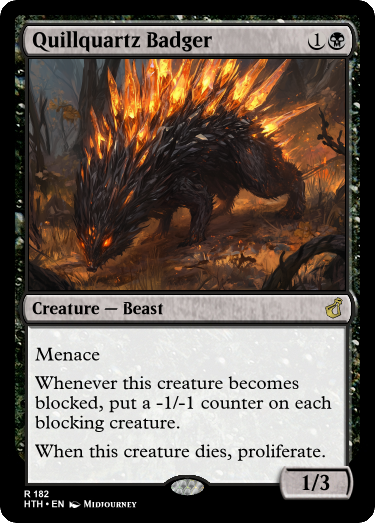 Quillquartz Badger 1
Creature — Beast
Menace
Whenever this creature becomes
blocked, put a -1/-1 counter on each
blocking creature.
When this creature dies, proliferate.
1/3
R 182
HTH • EN Midjourney